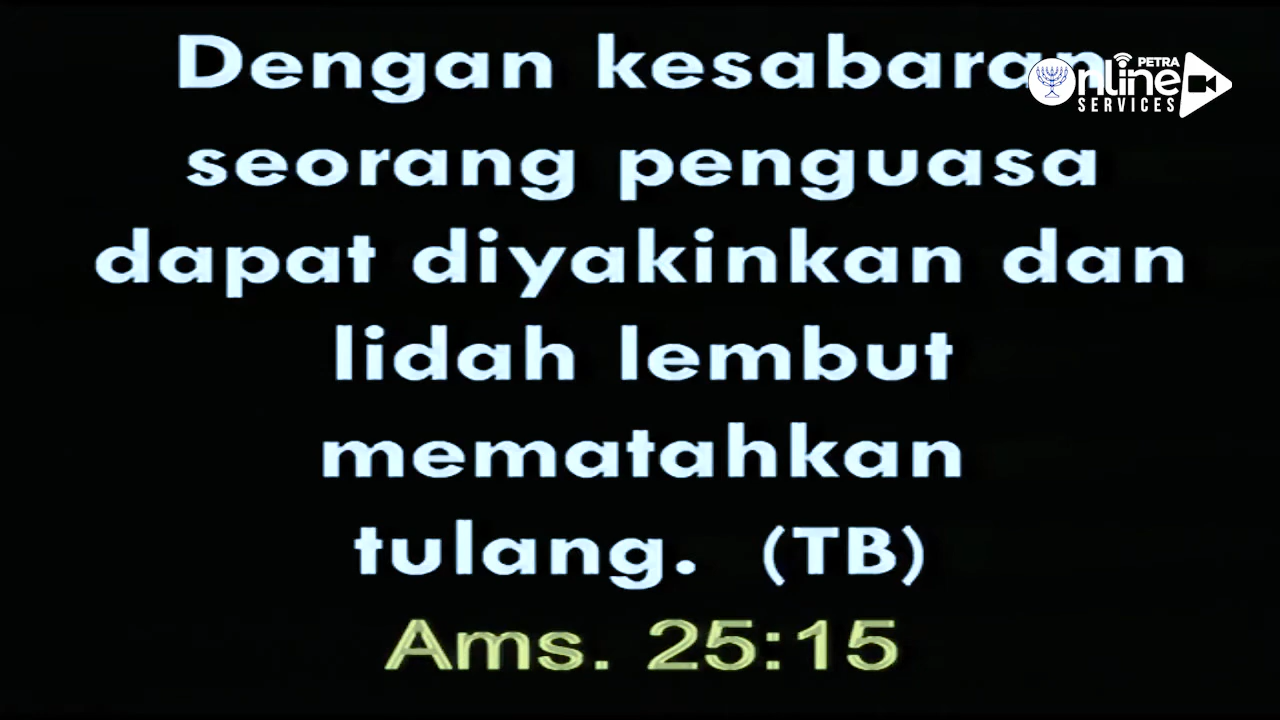 Dengan kesabaran
seorang penguasa
dapat diyakinkan dan
lidah lembut
mematahkan
tulang. (TB)
Ams. 25:15
PETRA
Online
SERVICES